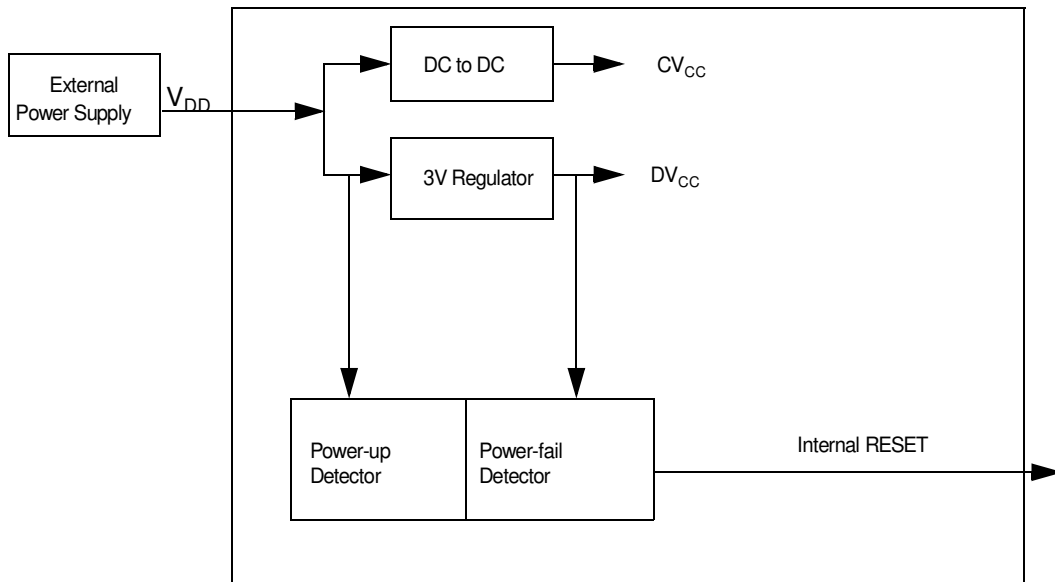 External
Power Supply
V_DD
DC to DC
CV_CC
3V Regulator
DV_CC
Power-up
Detector
Power-fail
Detector
Internal RESET